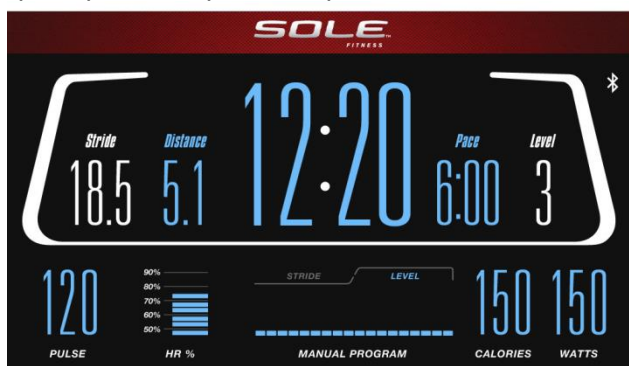 SOLE
FITNESS
12:20
Stride Distance Pace Level
18.5 5.1 6:00 3
90%
80%
70%
60%
50%
STRIDE LEVEL
120 150 150
PULSE HR % MANUAL PROGRAM CALORIES WATTS